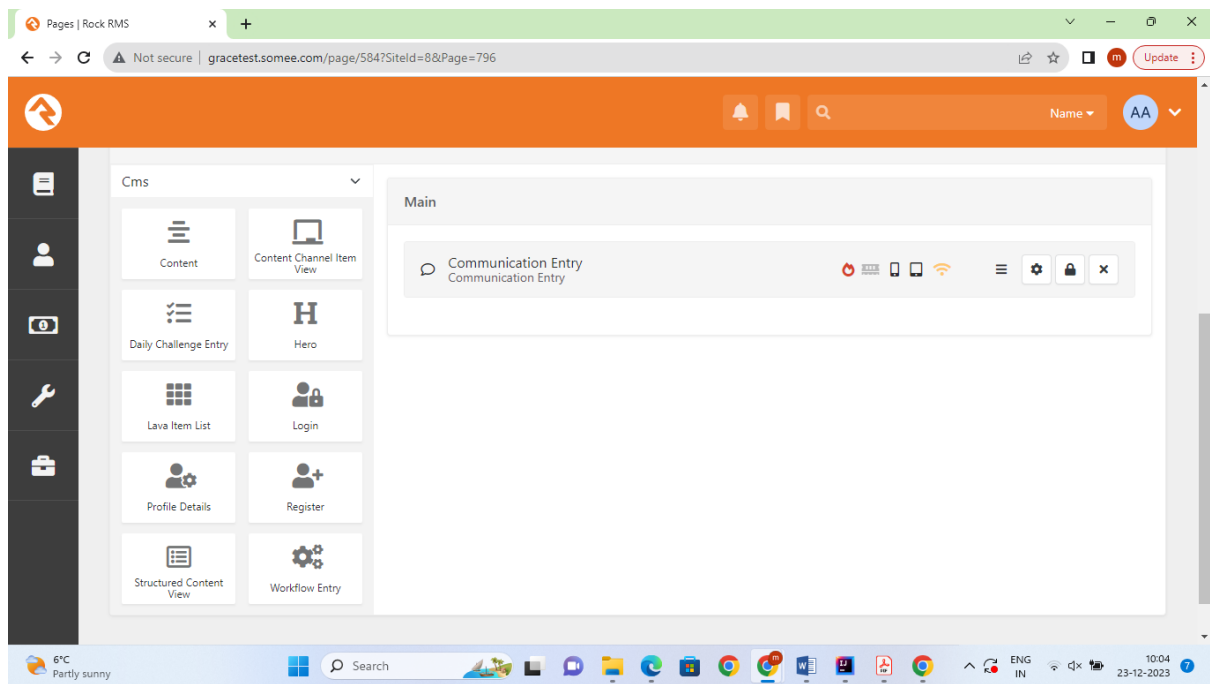 Pages | Rock RMS
Not secure | gracetest.somee.com/page/584?SiteId=8&Page=796
m
Update
Name
AA
Cms
Content
Content Channel Item
View
Daily Challenge Entry
H
Hero
Lava Item List
Login
Profile Details
Register
Structured Content
View
Workflow Entry
Main
Communication Entry
Communication Entry
6°C
Partly sunny
Search
ENG
IN
10:04
23-12-2023
7